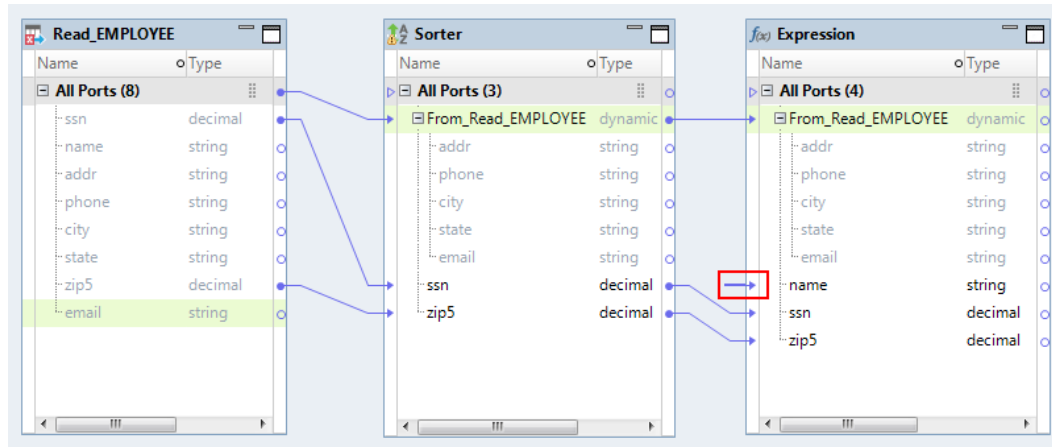 Read_EMPLOYEE
Name Type
All Ports (8)
ssn decimal
name string
addr string
phone string
city string
state string
zip5 decimal
email string
Sorter
Name Type
All Ports (3)
From_Read_EMPLOYEE dynamic
addr string
phone string
city string
state string
email string
ssn decimal
zip5 decimal
f(x) Expression
Name Type
All Ports (4)
From_Read_EMPLOYEE dynamic
addr string
phone string
city string
state string
email string
name string
ssn decimal
zip5 decimal